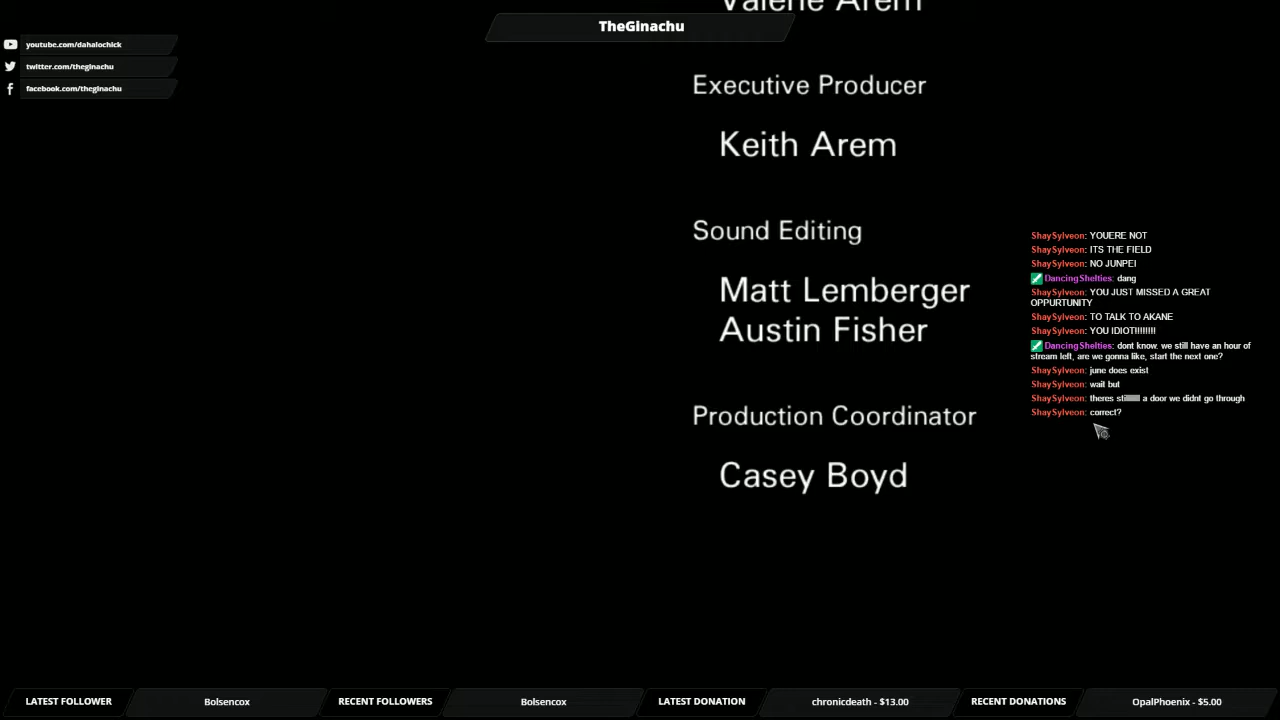 Valerie Arem
TheGinachu
youtube.com/dahalochick
twitter.com/theginachu
facebook.com/theginachu
Executive Producer
Keith Arem
Sound Editing
Matt Lemberger
Austin Fisher
Production Coordinator
Casey Boyd
ShaySylveon: YOUERE NOT
ShaySylveon: ITS THE FIELD
ShaySylveon: NO JUNPEI
DancingShelties: dang
ShaySylveon: YOU JUST MISSED A GREAT
OPPURTUNITY
ShaySylveon: TO TALK TO AKANE
ShaySylveon: YOU IDIOT!!!!!!!!
DancingShelties: dont know. we still have an hour of
stream left, are we gonna like, start the next one?
ShaySylveon: june does exist
ShaySylveon: wait but
ShaySylveon: theres a door we didnt go through
ShaySylveon: correct?
LATEST FOLLOWER
Bolsencox
RECENT FOLLOWERS
Bolsencox
LATEST DONATION
chronicdeath - $13.00
RECENT DONATIONS
OpalPhoenix - $5.00